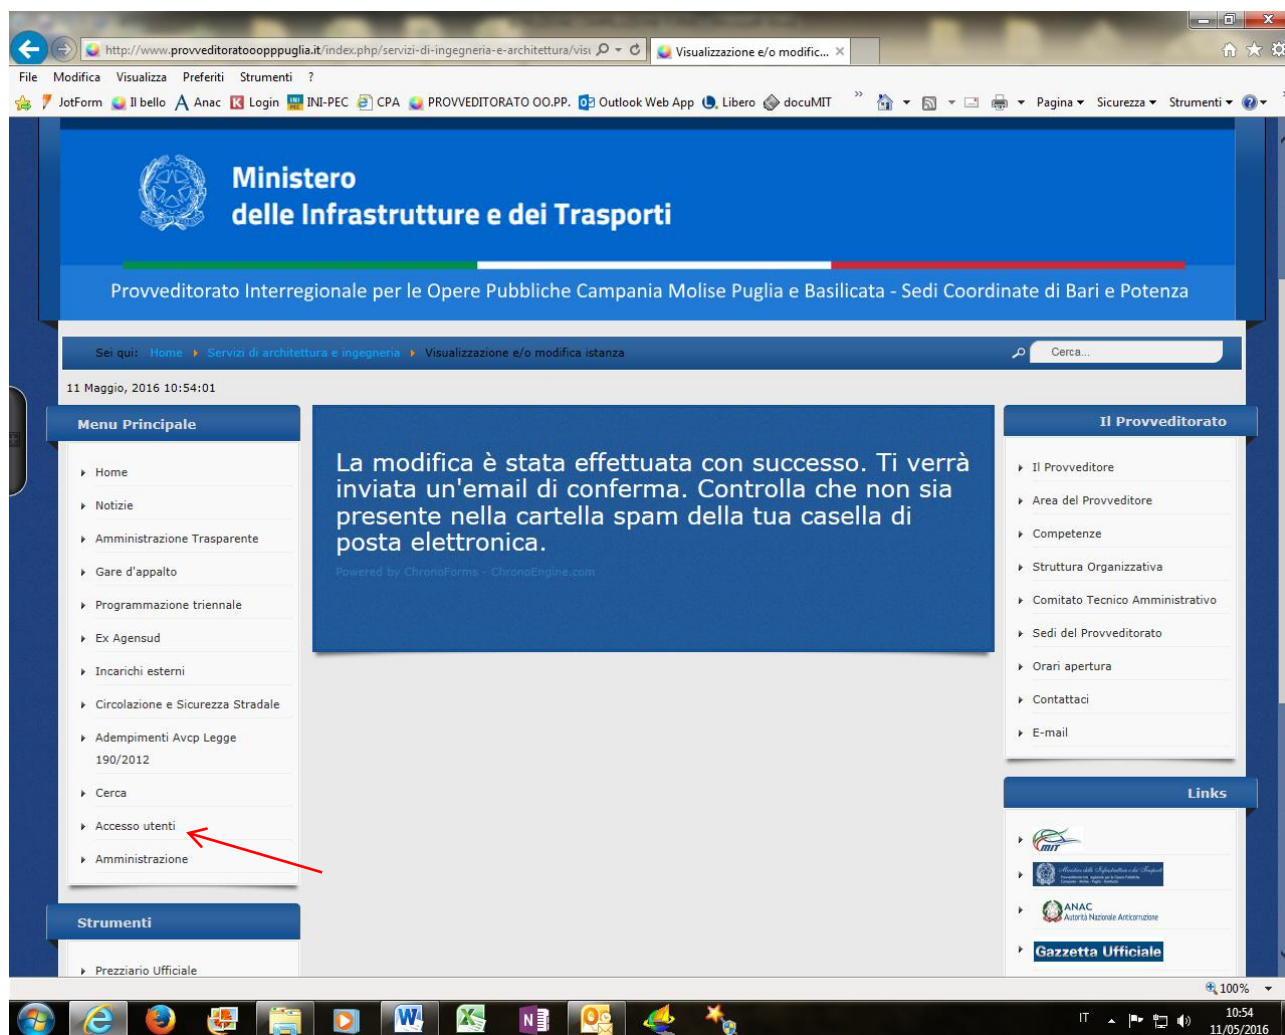 http://www.provveditoratooopppuglia.it/index.php/servizi-di-ingegneria-e-architettura/visi
Visualizzazione e/o modific...
File Modifica Visualizza Preferiti Strumenti ?
JotForm Il bello Anac Login INI-PEC CPA PROVVEDITORATO OO.PP. Outlook Web App Libero docuMIT Pagina Sicurezza Strumenti
Ministero
delle Infrastrutture e dei Trasporti
Provveditorato Interregionale per le Opere Pubbliche Campania Molise Puglia e Basilicata - Sedi Coordinate di Bari e Potenza
Sei qui: Home Servizi di architettura e ingegneria Visualizzazione e/o modifica istanza
Cerca...
11 Maggio, 2016 10:54:01
Menu Principale
Home
Notizie
Amministrazione Trasparente
Gare d'appalto
Programmazione triennale
Ex Agensud
Incarichi esterni
Circolazione e Sicurezza Stradale
Adempimenti Avcp Legge
190/2012
Cerca
Accesso utenti
Amministrazione
Strumenti
Prezziario Ufficiale
La modifica è stata effettuata con successo. Ti verrà
inviata un'email di conferma. Controlla che non sia
presente nella cartella spam della tua casella di
posta elettronica.
Powered by ChronoForms - ChronoEngine.com
Il Provveditorato
Il Provveditore
Area del Provveditore
Competenze
Struttura Organizzativa
Comitato Tecnico Amministrativo
Sedi del Provveditorato
Orari apertura
Contattaci
E-mail
Links
MIT
ANAC
Autorità Nazionale Anticorruzione
Gazzetta Ufficiale
100%
IT
10:54
11/05/2016